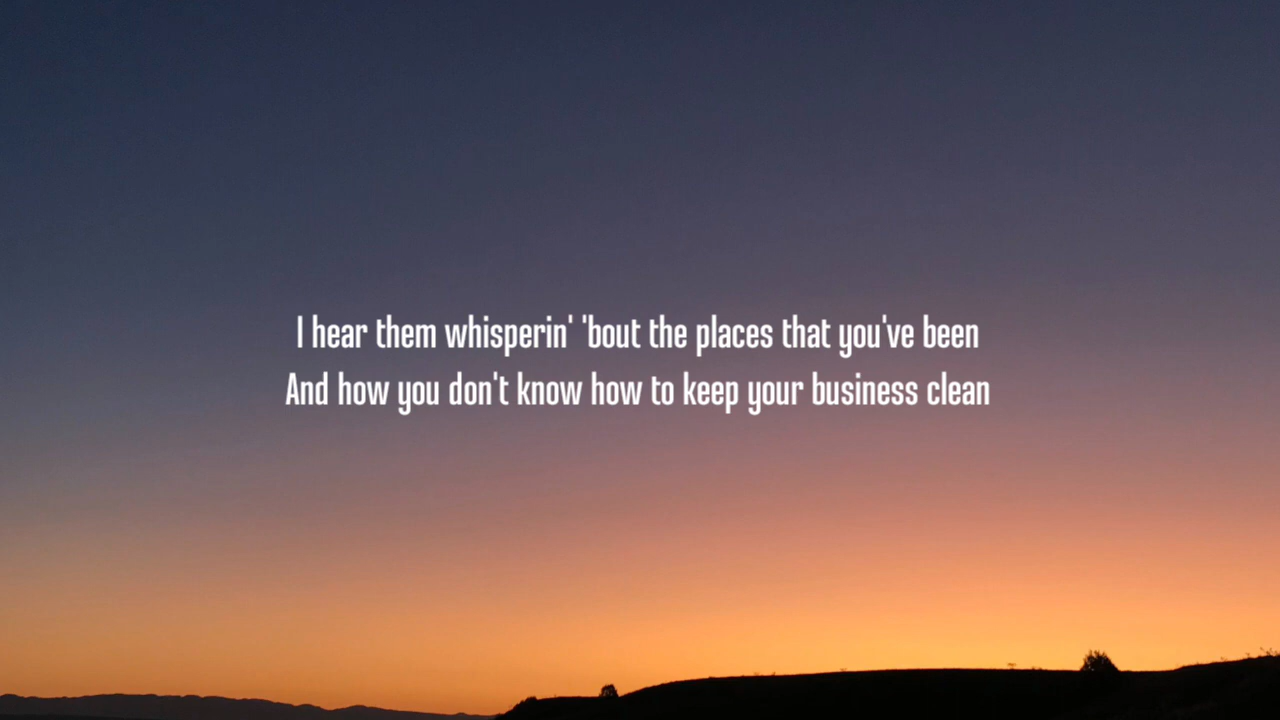 I hear them whisperin' 'bout the places that you've been
And how you don't know how to keep your business clean